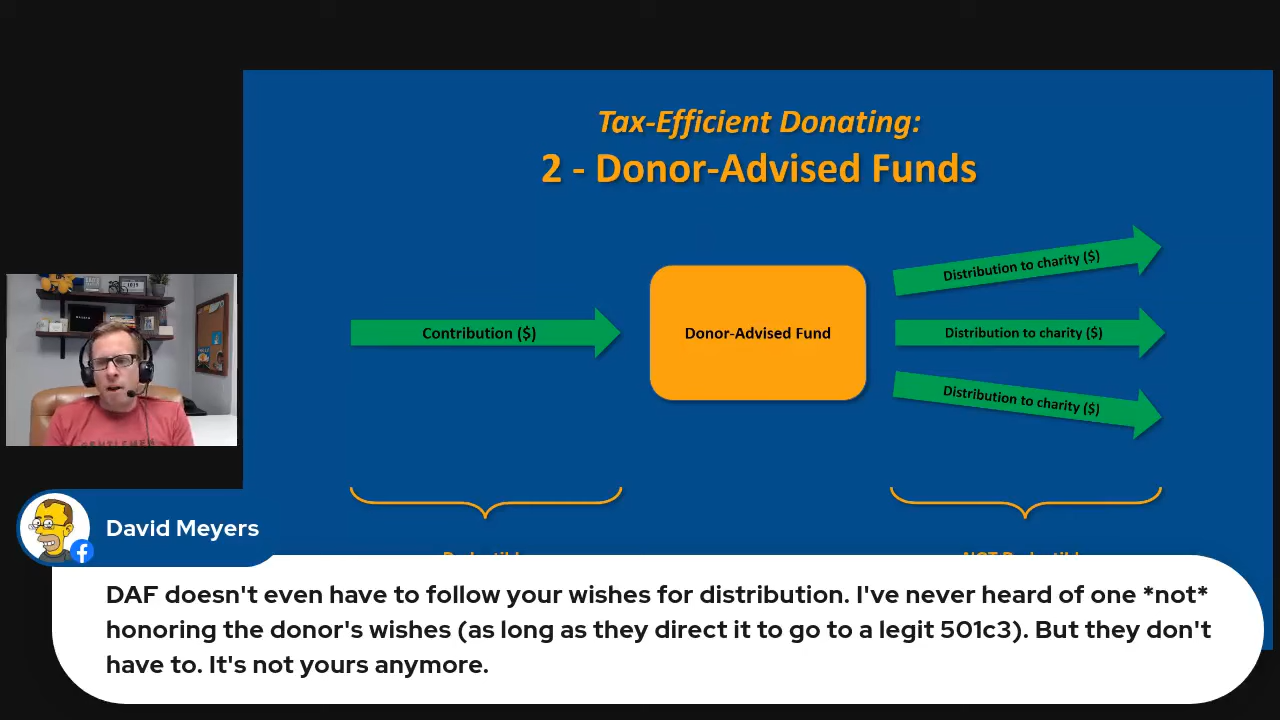 Tax-Efficient Donating:
2 - Donor-Advised Funds
Contribution ($)
Donor-Advised Fund
Distribution to charity ($)
Distribution to charity ($)
Distribution to charity ($)
NOT Deductible
David Meyers
DAF doesn't even have to follow your wishes for distribution. I've never heard of one *not*
honoring the donor's wishes (as long as they direct it to go to a legit 501c3). But they don't
have to. It's not yours anymore.